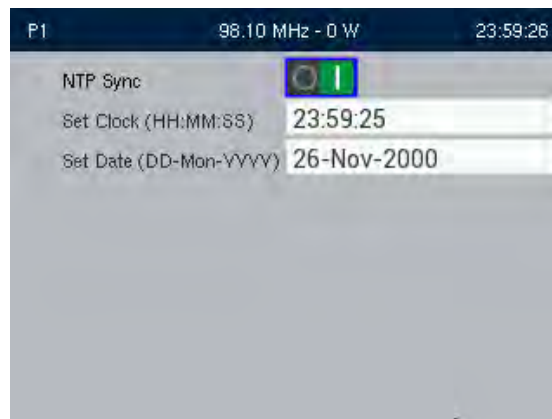 P1 98.10 MHz - 0 W 23:59:26
NTP Sync
Set Clock (HH:MM:SS) 23:59:25
Set Date (DD-Mon-YYYY) 26-Nov-2000